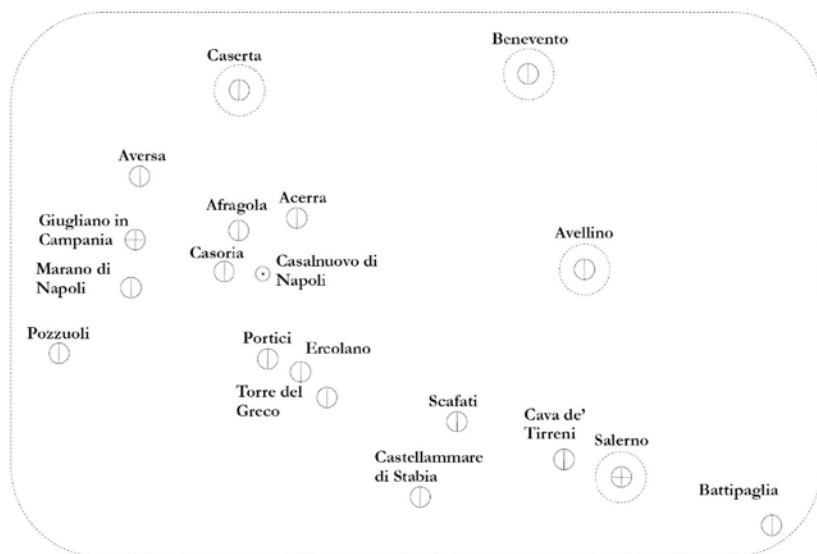 Benevento
Caserta
Aversa
Afragola
Acerra
Giugliano in
Campania
Avellino
Casoria
Casalnuovo di
Napoli
Marano di
Napoli
Pozzuoli
Portici
Ercolano
Torre del
Greco
Scafati
Cava de'
Tirreni
Salerno
Castellammare
di Stabia
Battipaglia